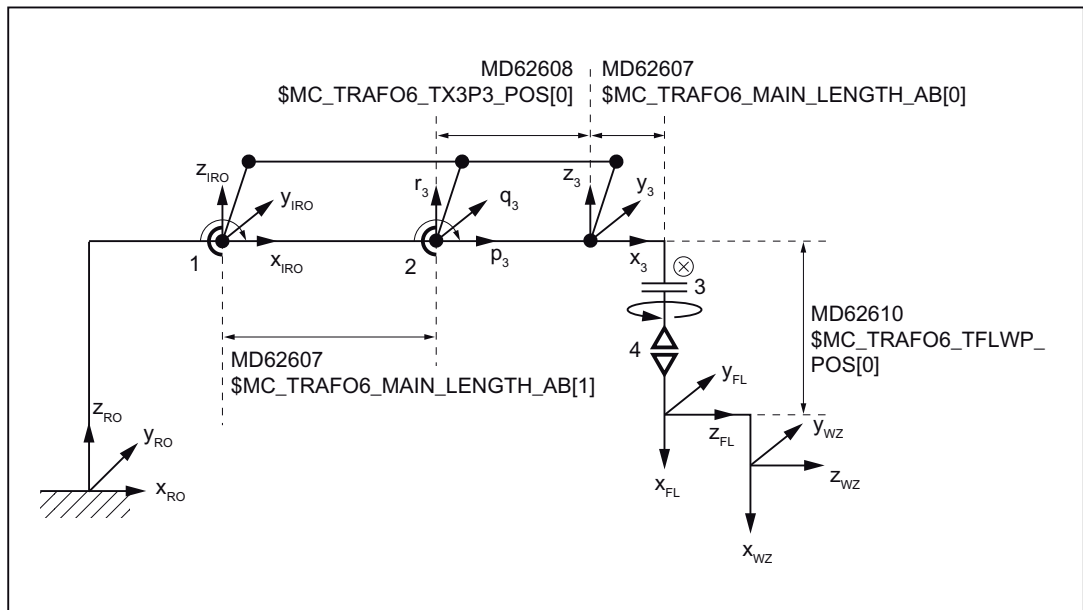 MD62608
$MC_TRAFO6_TX3P3_POS[0]
MD62607
$MC_TRAFO6_MAIN_LENGTH_AB[0]
z_IRO
y_IRO
x_IRO
1
r_3
q_3
p_3
2
z_3
y_3
x_3
3
4
MD62607
$MC_TRAFO6_MAIN_LENGTH_AB[1]
MD62610
$MC_TRAFO6_TFLWP_
POS[0]
z_RO
y_RO
x_RO
y_FL
z_FL
x_FL
y_WZ
z_WZ
x_WZ